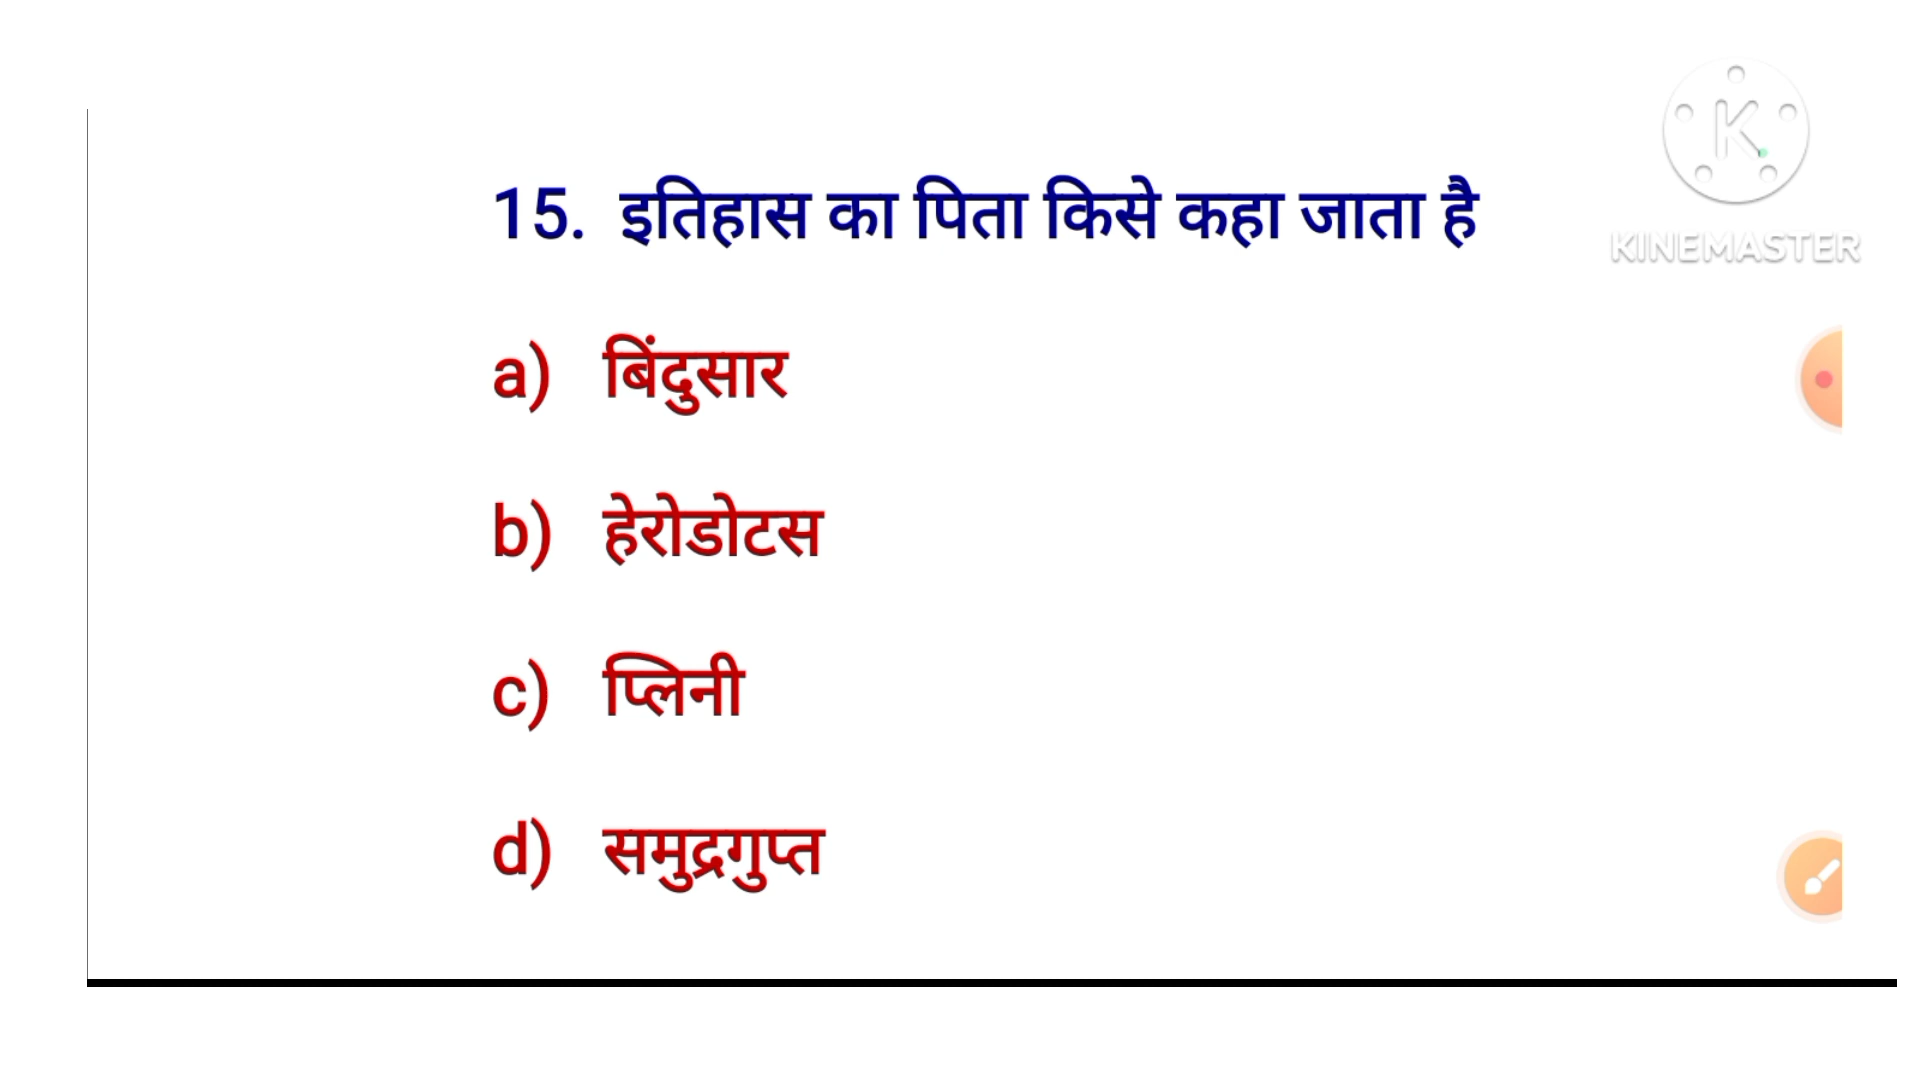 15. इतिहास का पिता किसे कहा जाता है
K
KINEMASTER
a) बिंदुसार
b) हेरोडोटस
c) प्लिनी
d) समुद्रगुप्त